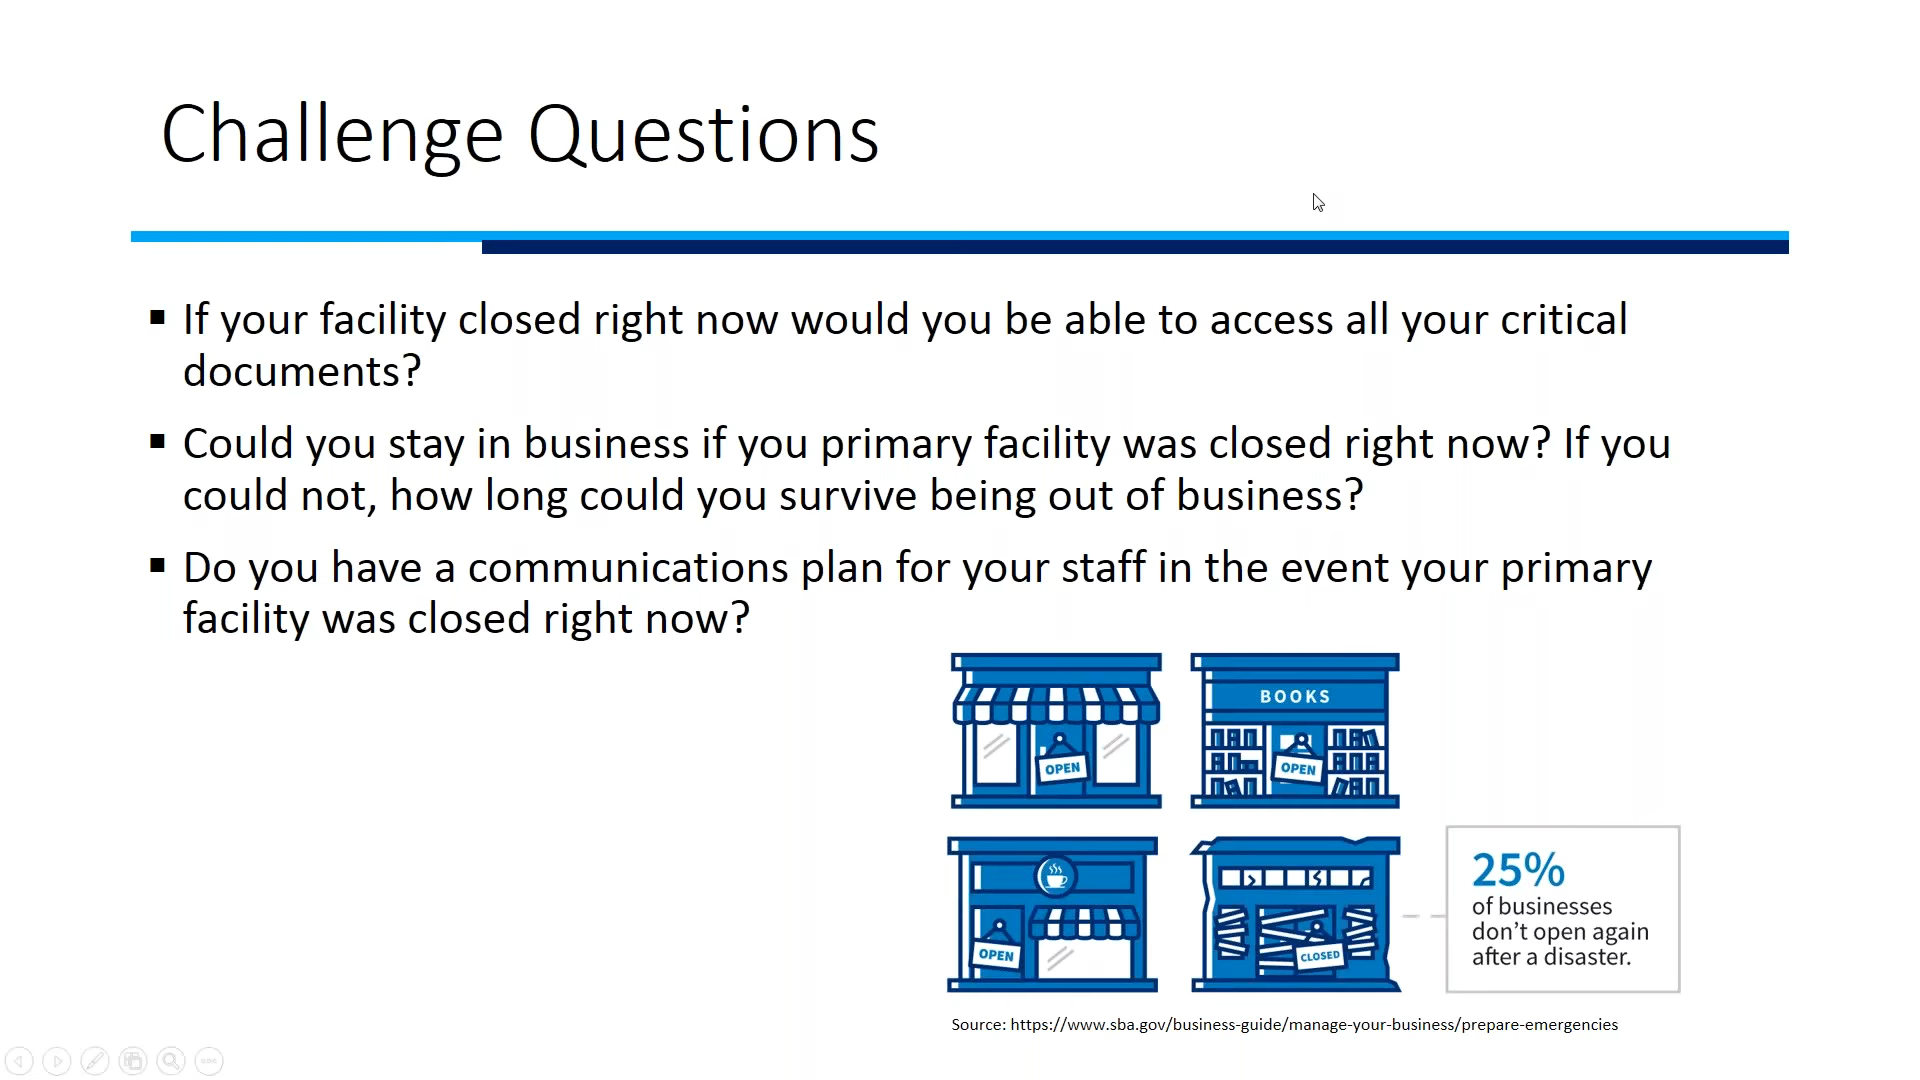 Challenge Questions
▪ If your facility closed right now would you be able to access all your critical
documents?
▪ Could you stay in business if you primary facility was closed right now? If you
could not, how long could you survive being out of business?
▪ Do you have a communications plan for your staff in the event your primary
facility was closed right now?
BOOKS
OPEN
OPEN
OPEN
CLOSED
25%
of businesses
don’t open again
after a disaster.
Source: https://www.sba.gov/business-guide/manage-your-business/prepare-emergencies